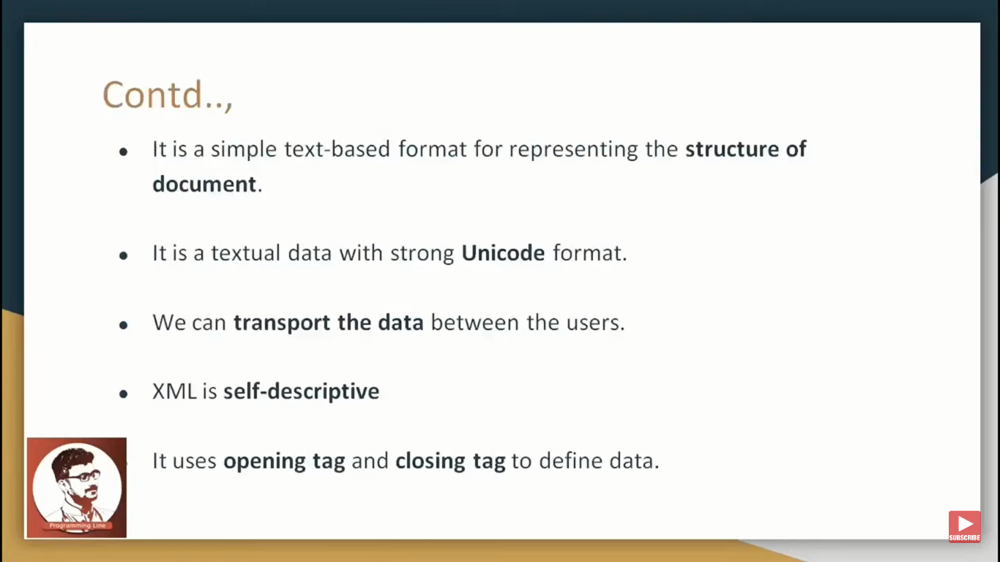 Contd..,
It is a simple text-based format for representing the structure of
document.
It is a textual data with strong Unicode format.
We can transport the data between the users.
XML is self-descriptive
It uses opening tag and closing tag to define data.
Programming Line
SUBSCRIBE